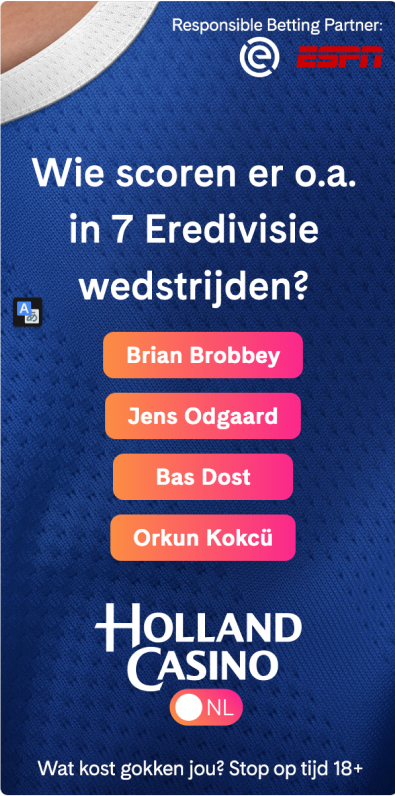 Responsible Betting Partner:
ESPN
Wie scoren er o.a.
in 7 Eredivisie
wedstrijden?
Brian Brobbey
Jens Odgaard
Bas Dost
Orkun Kokcü
HOLLAND
CASINO
NL
Wat kost gokken jou? Stop op tijd 18+